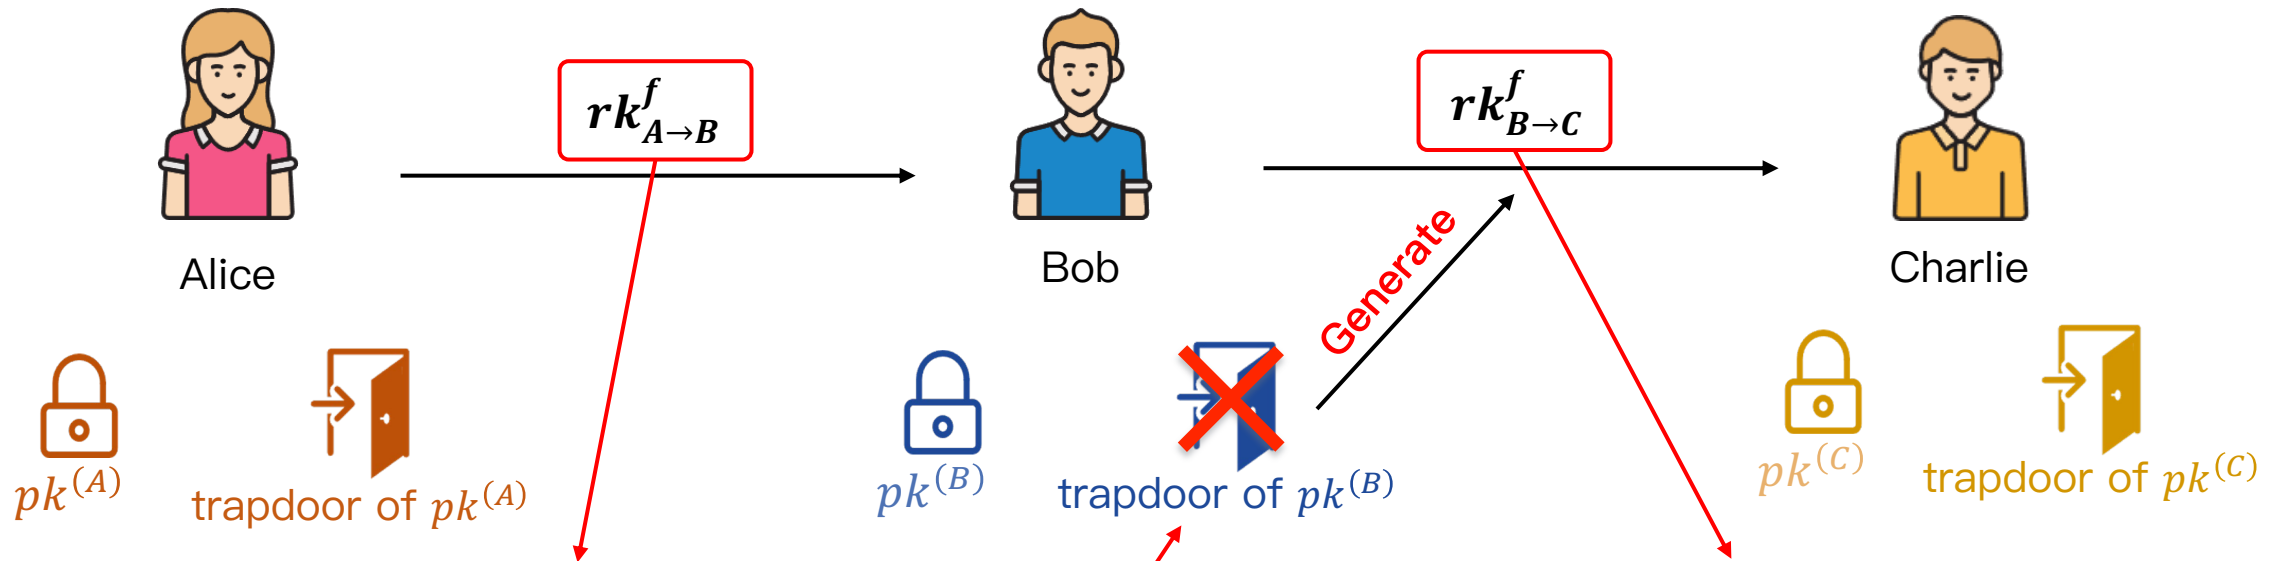 rk^f_{A→B}
rk^f_{B→C}
Alice
Bob
Charlie
Generate
pk^{(A)}
trapdoor of pk^{(A)}
pk^{(B)}
trapdoor of pk^{(B)}
pk^{(C)}
trapdoor of pk^{(C)}